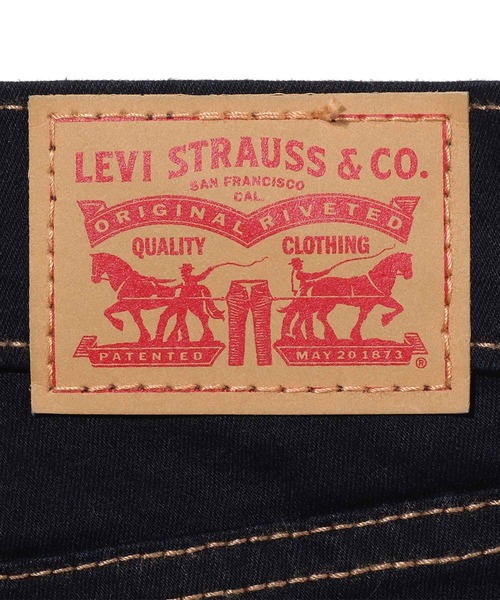 LEVI STRAUSS & CO.
SAN FRANCISCO
CAL.
ORIGINAL RIVETED
QUALITY CLOTHING
PATENTED MAY 20 1873 ®